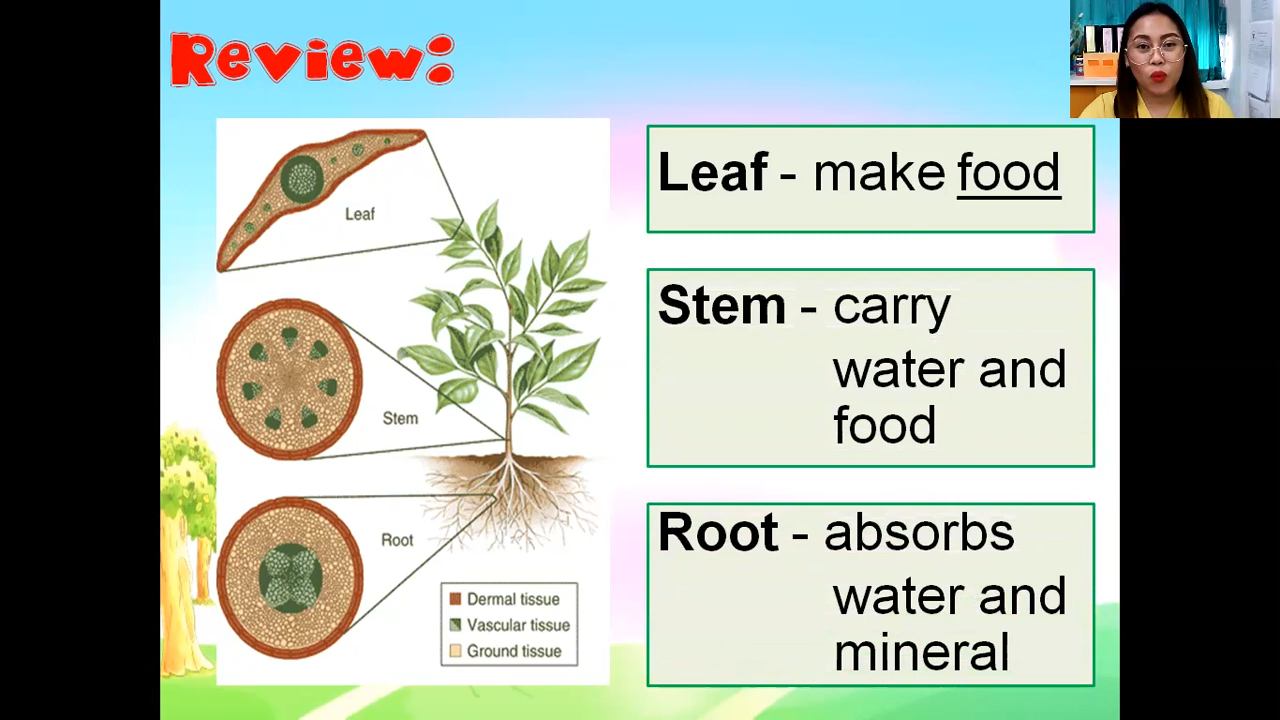 Review:
Leaf
Stem
Root
Dermal tissue
Vascular tissue
Ground tissue
Leaf - make food
Stem - carry
water and
food
Root - absorbs
water and
mineral